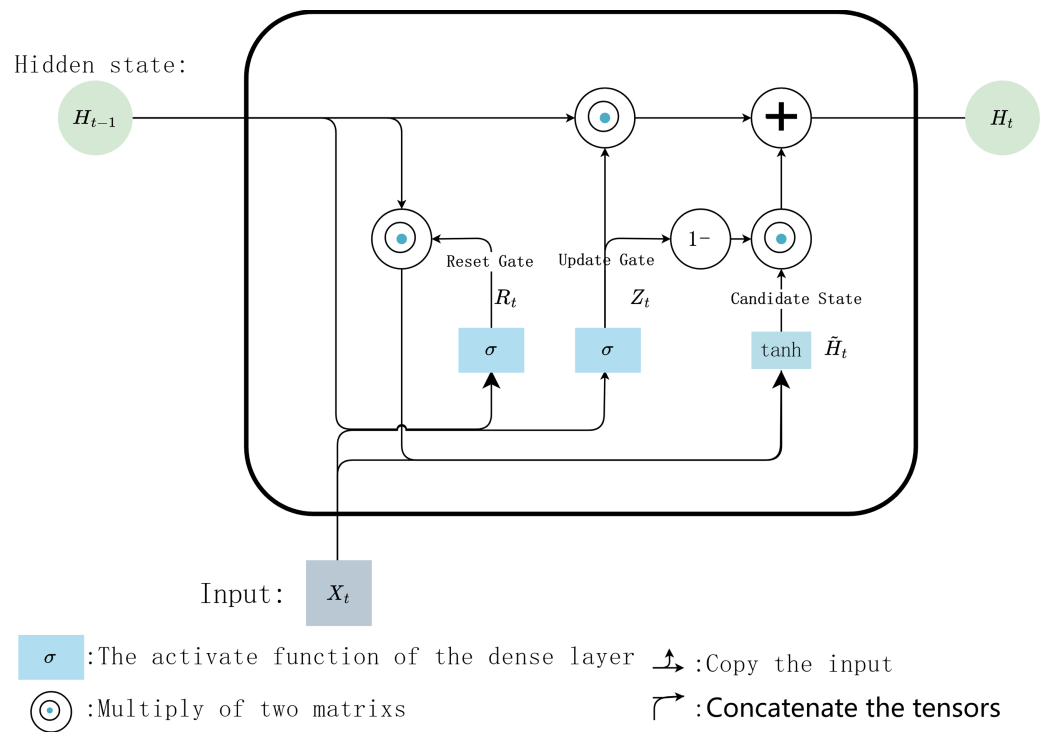 Hidden state:
H_{t-1}
H_t
1-
Reset Gate
Update Gate
R_t
Z_t
Candidate State
σ
σ
tanh
H̃_t
Input:
X_t
σ :The activate function of the dense layer
:Copy the input
:Multiply of two matrixs
:Concatenate the tensors